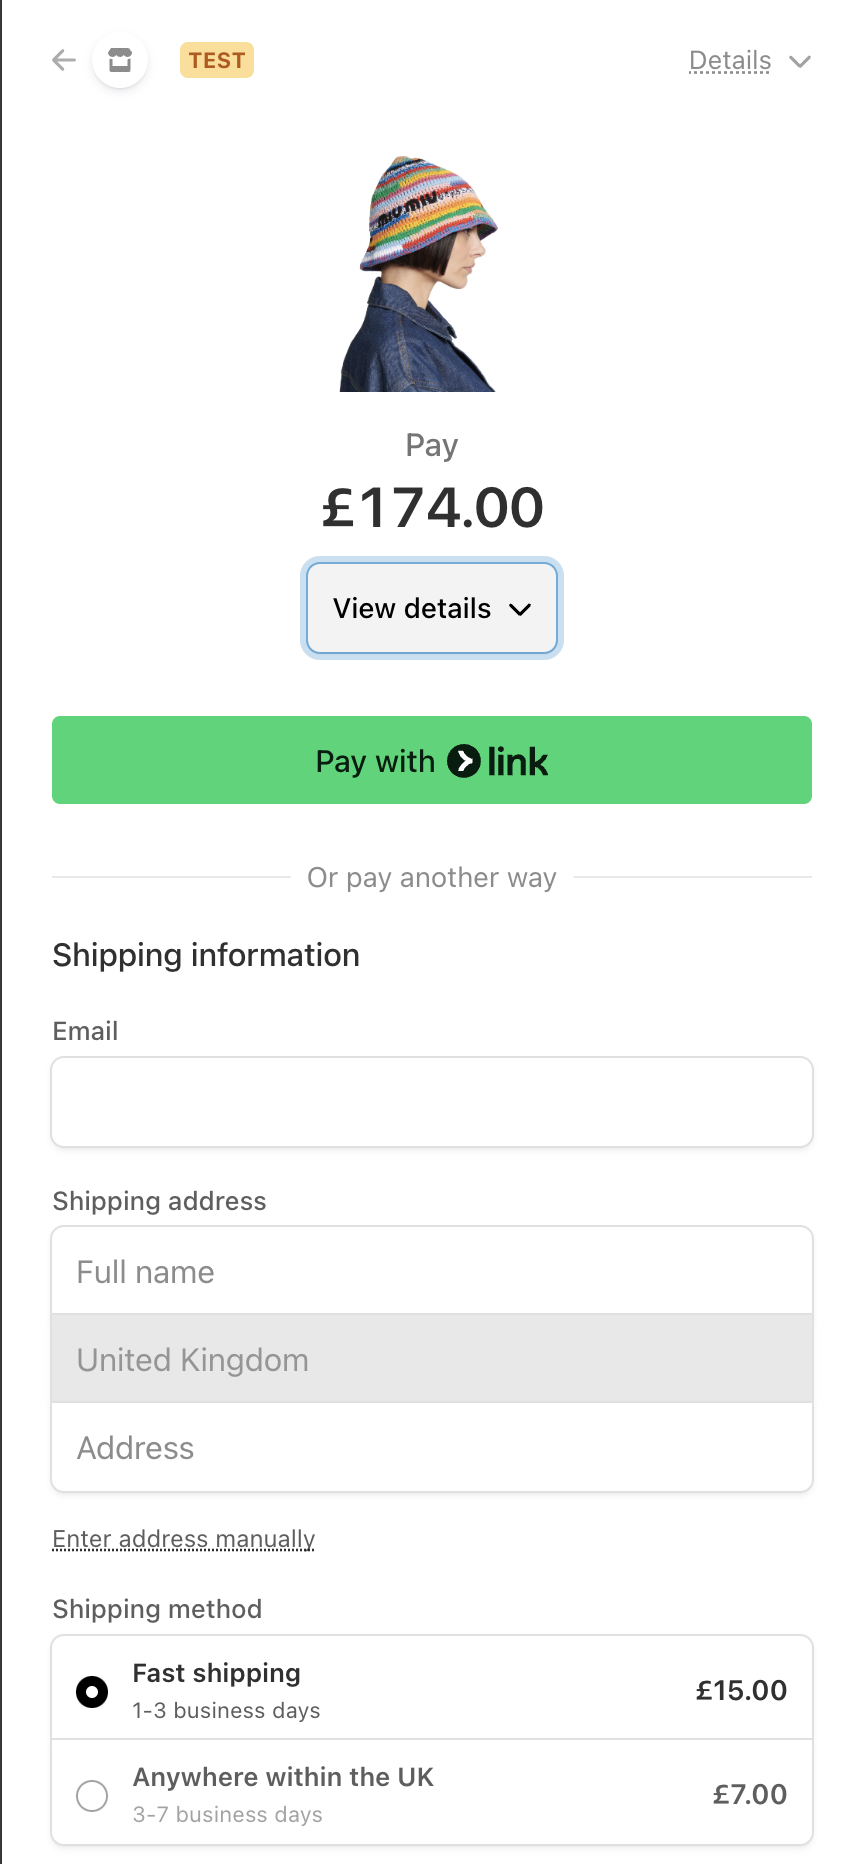 TEST
Details
MIU MIU
Pay
£174.00
View details
Pay with link
Or pay another way
Shipping information
Email
Shipping address
Full name
United Kingdom
Address
Enter address manually
Shipping method
Fast shipping
£15.00
1-3 business days
Anywhere within the UK
£7.00
3-7 business days